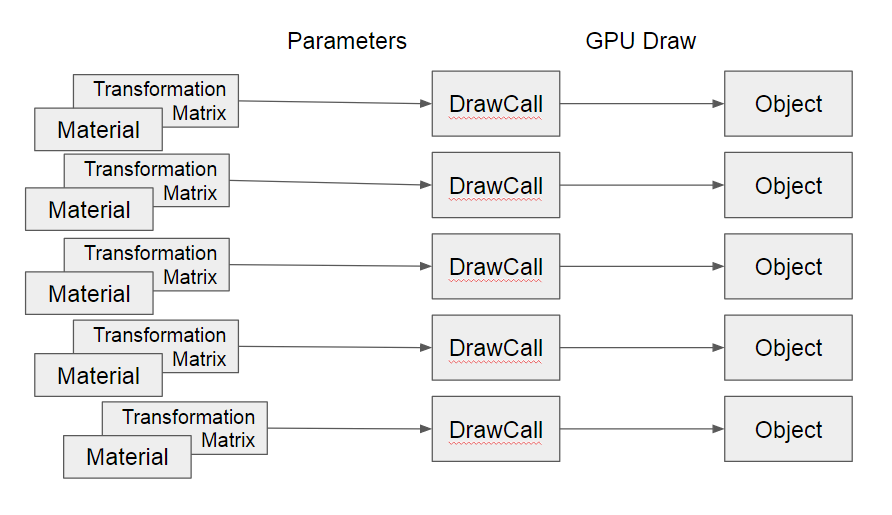 Parameters
GPU Draw
Transformation
Matrix
Material
DrawCall
Object
Transformation
Matrix
Material
DrawCall
Object
Transformation
Matrix
Material
DrawCall
Object
Transformation
Matrix
Material
DrawCall
Object
Transformation
Matrix
Material
DrawCall
Object